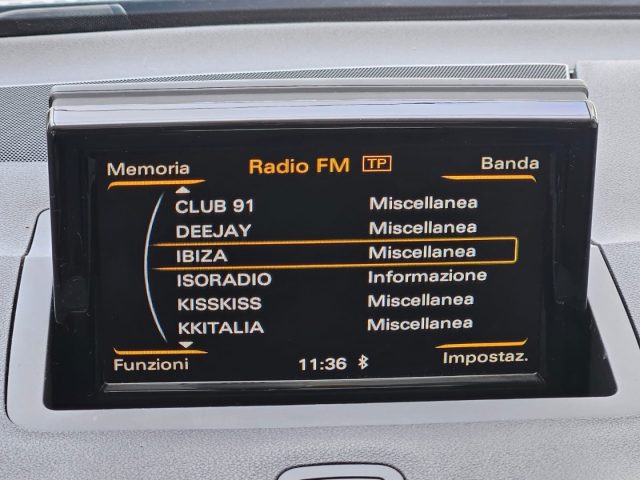 Memoria Radio FM TP Banda
CLUB 91 Miscellanea
DEEJAY Miscellanea
IBIZA Miscellanea
ISORADIO Informazione
KISSKISS Miscellanea
KKITALIA Miscellanea
Funzioni 11:36 Impostaz.